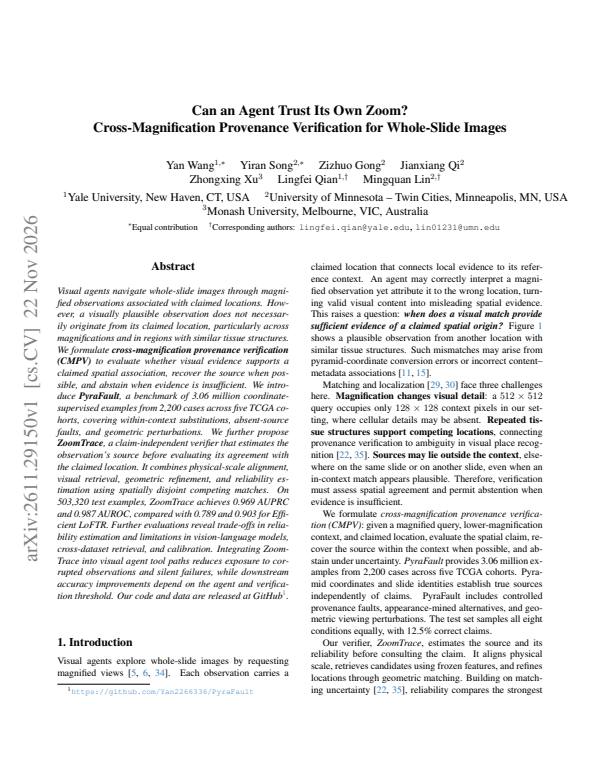 Can an Agent Trust Its Own Zoom?
Cross-Magnification Provenance Verification for Whole-Slide Images
Yan Wang1,* Yiran Song2,* Zizhuo Gong2 Jianxiang Qi2
Zhongxing Xu3 Lingfei Qian1,† Mingquan Lin2,†
1Yale University, New Haven, CT, USA 2University of Minnesota – Twin Cities, Minneapolis, MN, USA
3Monash University, Melbourne, VIC, Australia
*Equal contribution †Corresponding authors: lingfei.qian@yale.edu, lin01231@umn.edu
arXiv:2611.29150v1 [cs.CV] 22 Nov 2026
Abstract
Visual agents navigate whole-slide images through magni-
fied observations associated with claimed locations. How-
ever, a visually plausible observation does not necessar-
ily originate from its claimed location, particularly across
magnifications and in regions with similar tissue structures.
We formulate cross-magnification provenance verification
(CMPV) to evaluate whether visual evidence supports a
claimed spatial association, recover the source when pos-
sible, and abstain when evidence is insufficient. We intro-
duce PyraFault, a benchmark of 3.06 million coordinate-
supervised examples from 2,200 cases across five TCGA co-
horts, covering within-context substitutions, absent-source
faults, and geometric perturbations. We further propose
ZoomTrace, a claim-independent verifier that estimates the
observation's source before evaluating its agreement with
the claimed location. It combines physical-scale alignment,
visual retrieval, geometric refinement, and reliability es-
timation using spatially disjoint competing matches. On
503,320 test examples, ZoomTrace achieves 0.969 AUPRC
and 0.987 AUROC, compared with 0.789 and 0.903 for Effi-
cient LoFTR. Further evaluations reveal trade-offs in relia-
bility estimation and limitations in vision-language models,
cross-dataset retrieval, and calibration. Integrating Zoom-
Trace into visual agent tool paths reduces exposure to cor-
rupted observations and silent failures, while downstream
accuracy improvements depend on the agent and verifica-
tion threshold. Our code and data are released at GitHub1.
1. Introduction
Visual agents explore whole-slide images by requesting
magnified views [5, 6, 34]. Each observation carries a
1https://github.com/Yan2266336/PyraFault
claimed location that connects local evidence to its refer-
ence context. An agent may correctly interpret a magni-
fied observation yet attribute it to the wrong location, turn-
ing valid visual content into misleading spatial evidence.
This raises a question: when does a visual match provide
sufficient evidence of a claimed spatial origin? Figure 1
shows a plausible observation from another location with
similar tissue structures. Such mismatches may arise from
pyramid-coordinate conversion errors or incorrect content–
metadata associations [11, 15].
Matching and localization [29, 30] face three challenges
here. Magnification changes visual detail: a 512 × 512
query occupies only 128 × 128 context pixels in our set-
ting, where cellular details may be absent. Repeated tis-
sue structures support competing locations, connecting
provenance verification to ambiguity in visual place recog-
nition [22, 35]. Sources may lie outside the context, else-
where on the same slide or on another slide, even when an
in-context match appears plausible. Therefore, verification
must assess spatial agreement and permit abstention when
evidence is insufficient.
We formulate cross-magnification provenance verifica-
tion (CMPV): given a magnified query, lower-magnification
context, and claimed location, evaluate the spatial claim, re-
cover the source within the context when possible, and ab-
stain under uncertainty. PyraFault provides 3.06 million ex-
amples from 2,200 cases across five TCGA cohorts. Pyra-
mid coordinates and slide identities establish true sources
independently of claims. PyraFault includes controlled
provenance faults, appearance-mined alternatives, and geo-
metric viewing perturbations. The test set samples all eight
conditions equally, with 12.5% correct claims.
Our verifier, ZoomTrace, estimates the source and its
reliability before consulting the claim. It aligns physical
scale, retrieves candidates using frozen features, and refines
locations through geometric matching. Building on match-
ing uncertainty [22, 35], reliability compares the strongest